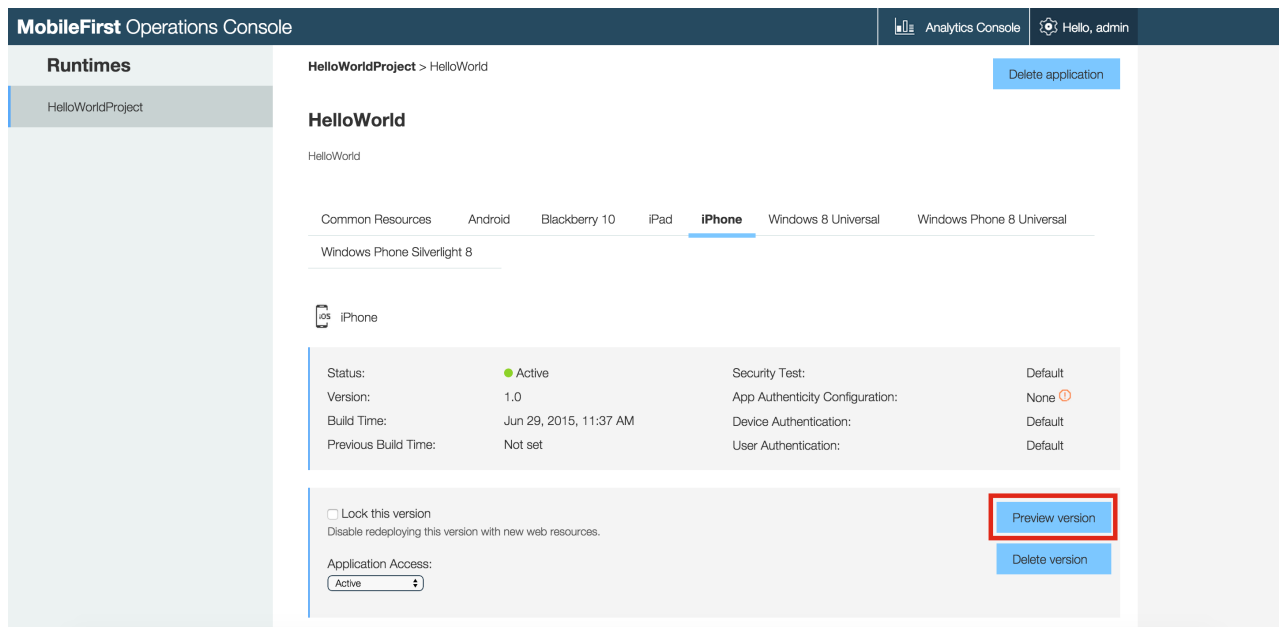 MobileFirst Operations Console
Analytics Console
Hello, admin
Runtimes
HelloWorldProject
HelloWorldProject > HelloWorld
Delete application
HelloWorld
HelloWorld
Common Resources Android Blackberry 10 iPad iPhone Windows 8 Universal Windows Phone 8 Universal
Windows Phone Silverlight 8
iOS iPhone
Status: Active Security Test: Default
Version: 1.0 App Authenticity Configuration: None
Build Time: Jun 29, 2015, 11:37 AM Device Authentication: Default
Previous Build Time: Not set User Authentication: Default
Lock this version
Preview version
Disable redeploying this version with new web resources.
Delete version
Application Access:
Active